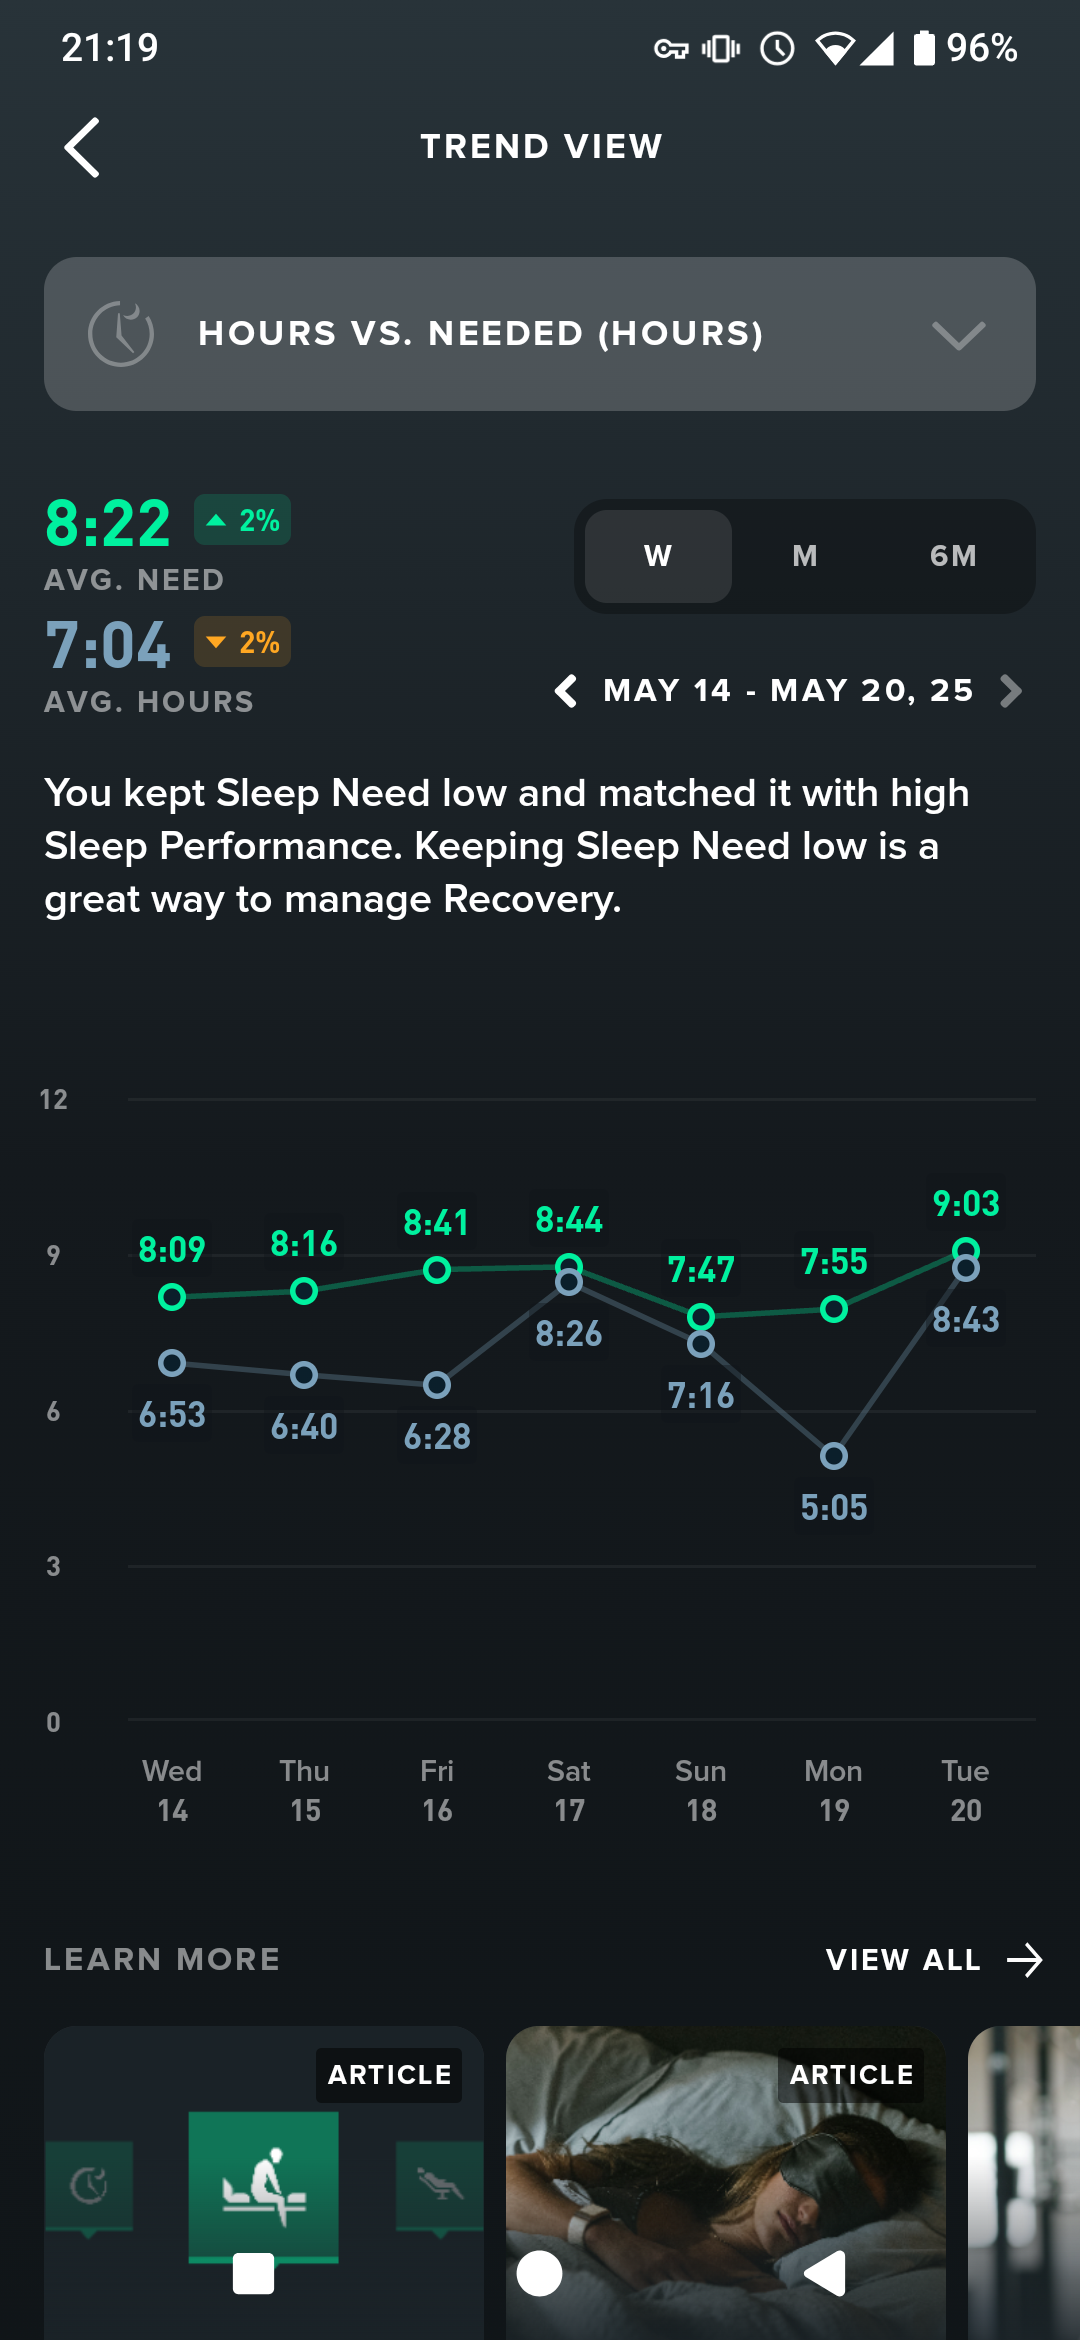 21:19
96%
TREND VIEW
HOURS VS. NEEDED (HOURS)
8:22
2%
AVG. NEED
7:04
2%
AVG. HOURS
W
M
6M
MAY 14 - MAY 20, 25
You kept Sleep Need low and matched it with high
Sleep Performance. Keeping Sleep Need low is a
great way to manage Recovery.
12
9
6
3
0
8:09
8:16
8:41
8:44
7:47
7:55
9:03
6:53
6:40
6:28
8:26
7:16
5:05
8:43
Wed
14
Thu
15
Fri
16
Sat
17
Sun
18
Mon
19
Tue
20
LEARN MORE
VIEW ALL
ARTICLE
ARTICLE